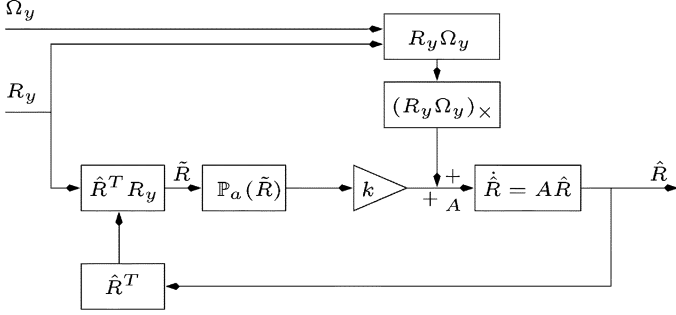 Ω_y
R_yΩ_y
R_y
(R_yΩ_y)_×
R̂^T R_y
R̃
ℙ_a(R̃)
k
+
+
A
R̂̇ = AR̂
R̂
R̂^T